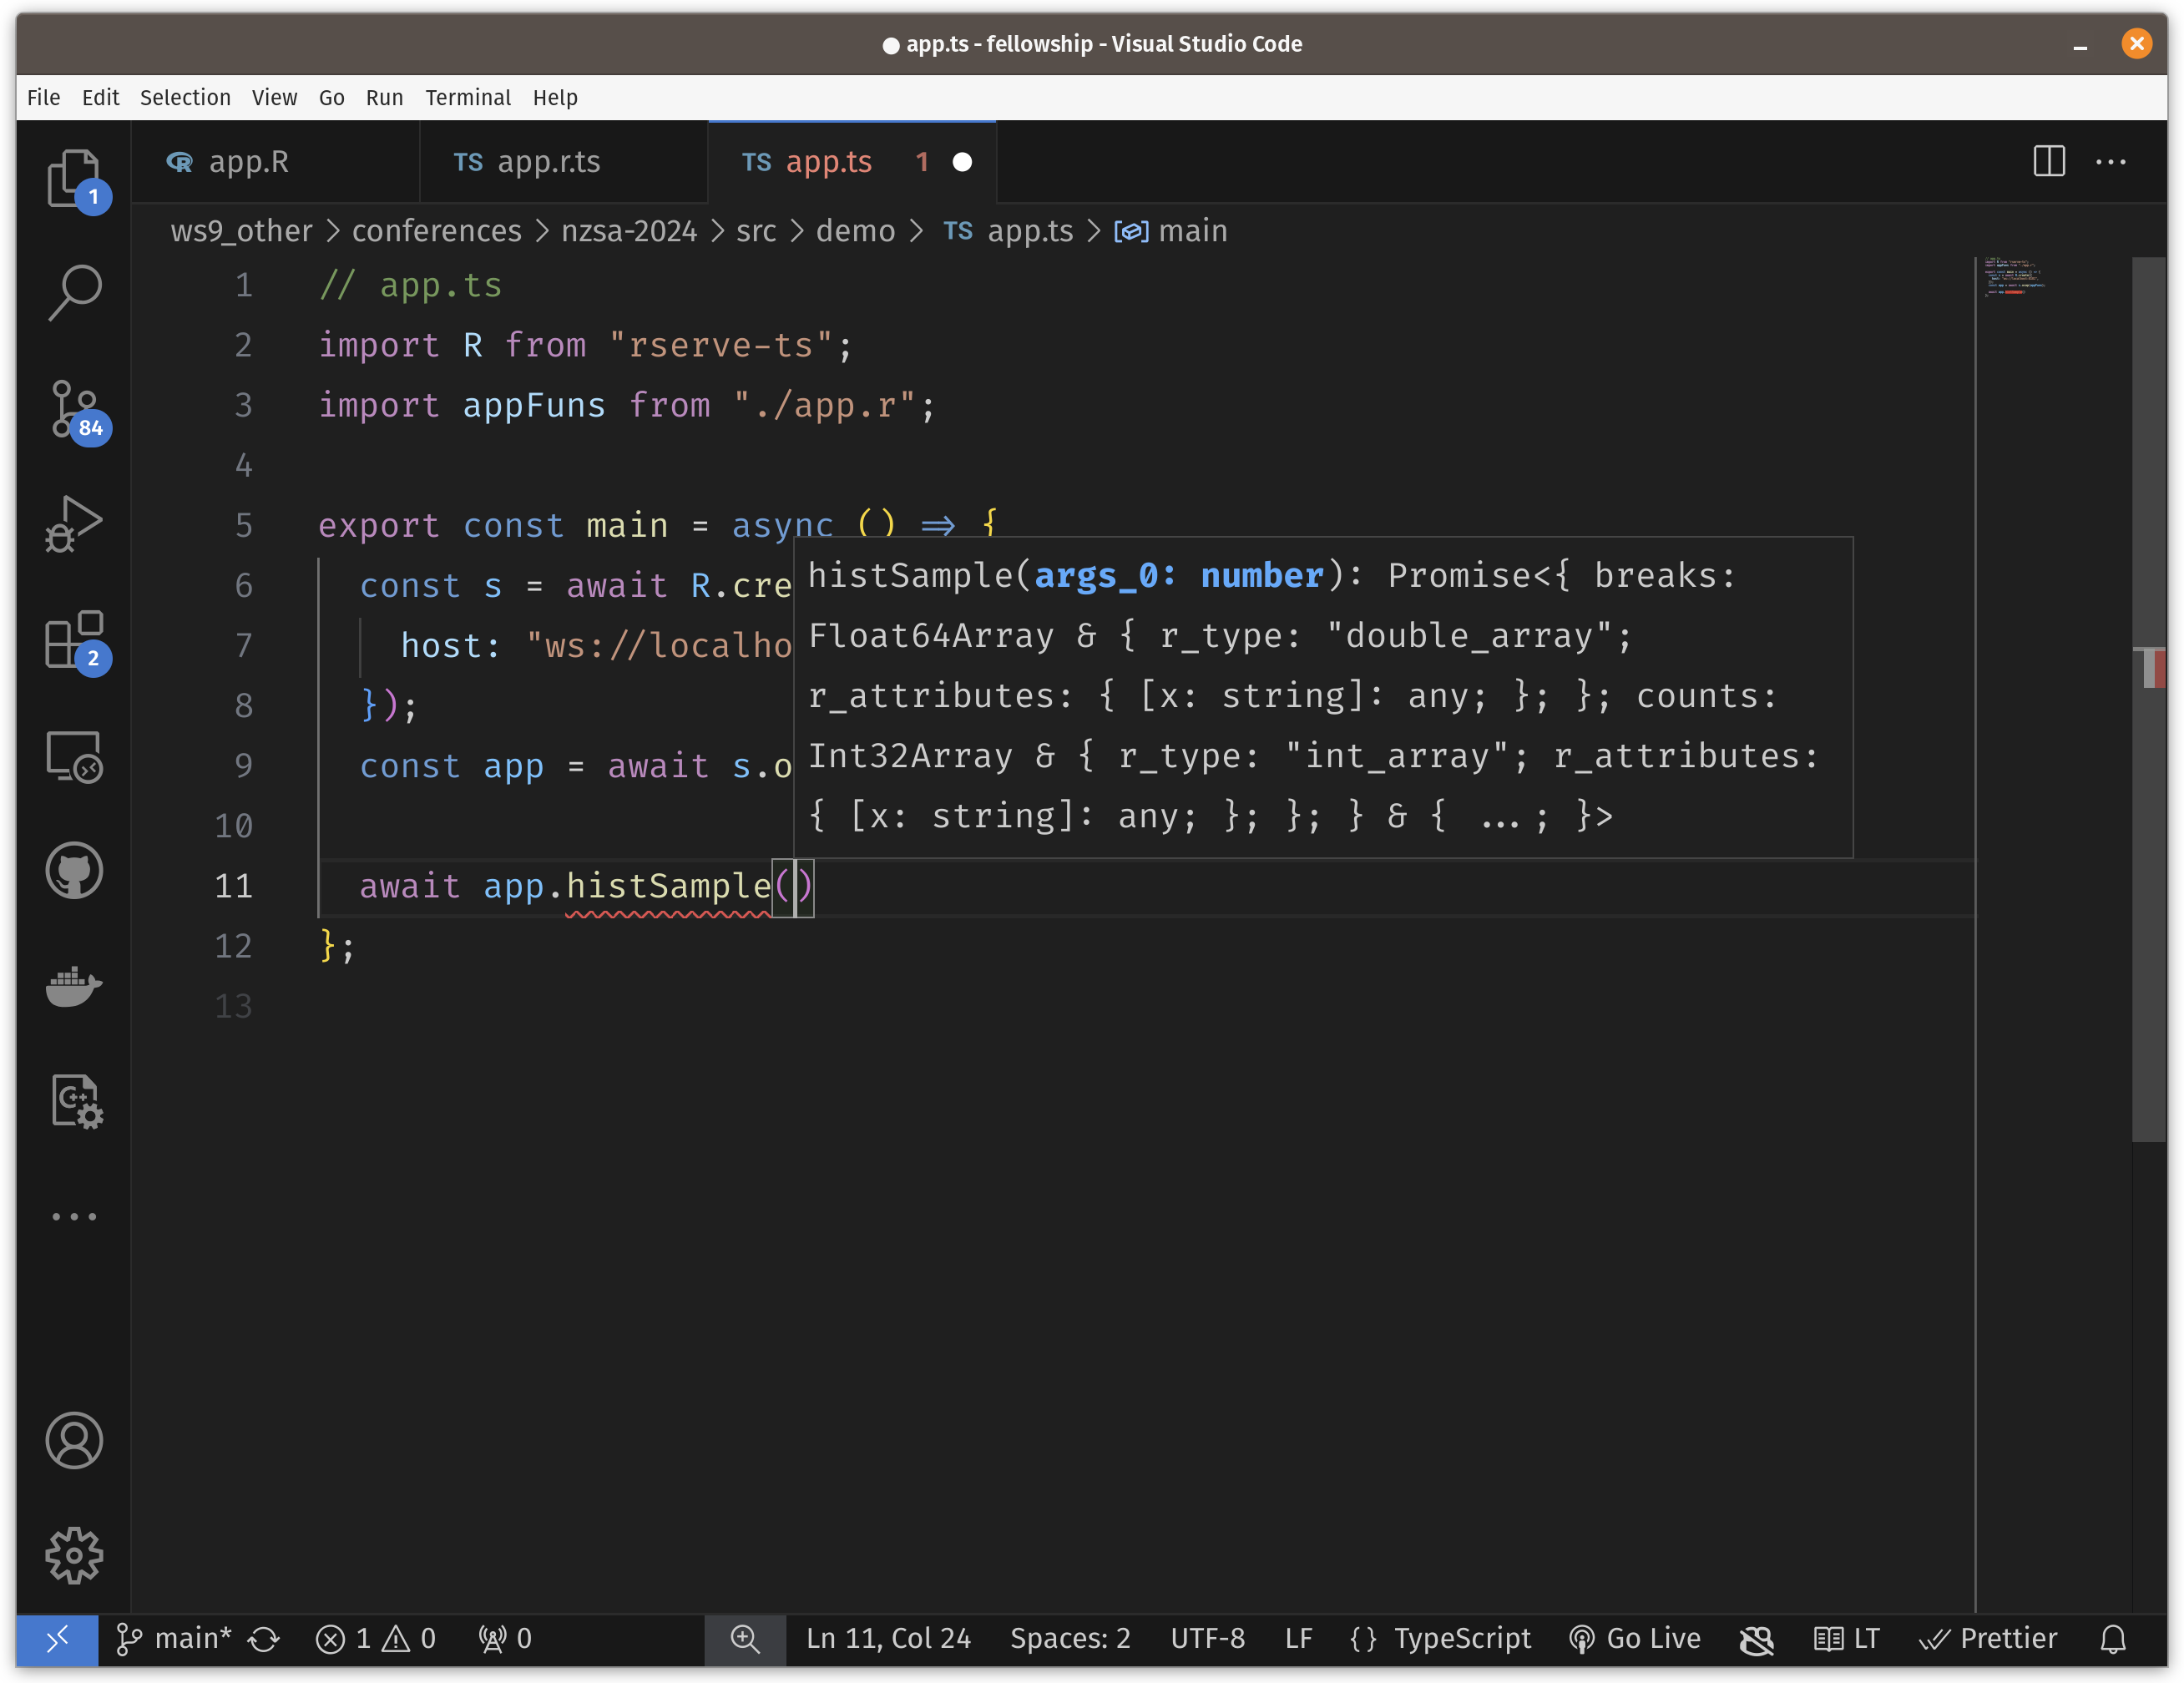 app.ts - fellowship - Visual Studio Code
File Edit Selection View Go Run Terminal Help
app.R TS app.r.ts TS app.ts 1
ws9_other > conferences > nzsa-2024 > src > demo > TS app.ts > main
1 // app.ts
2 import R from "rserve-ts";
3 import appFuns from "./app.r";
4
5 export const main = async () => {
6 const s = await R.cre
7 host: "ws://localho
8 });
9 const app = await s.o
10
11 await app.histSample()
12 };
13
histSample(args_0: number): Promise<{ breaks:
Float64Array & { r_type: "double_array";
r_attributes: { [x: string]: any; }; }; counts:
Int32Array & { r_type: "int_array"; r_attributes:
{ [x: string]: any; }; }; } & { ...; }>
1
84
2
C++
main* 1 0 0 Ln 11, Col 24 Spaces: 2 UTF-8 LF {} TypeScript Go Live LT Prettier